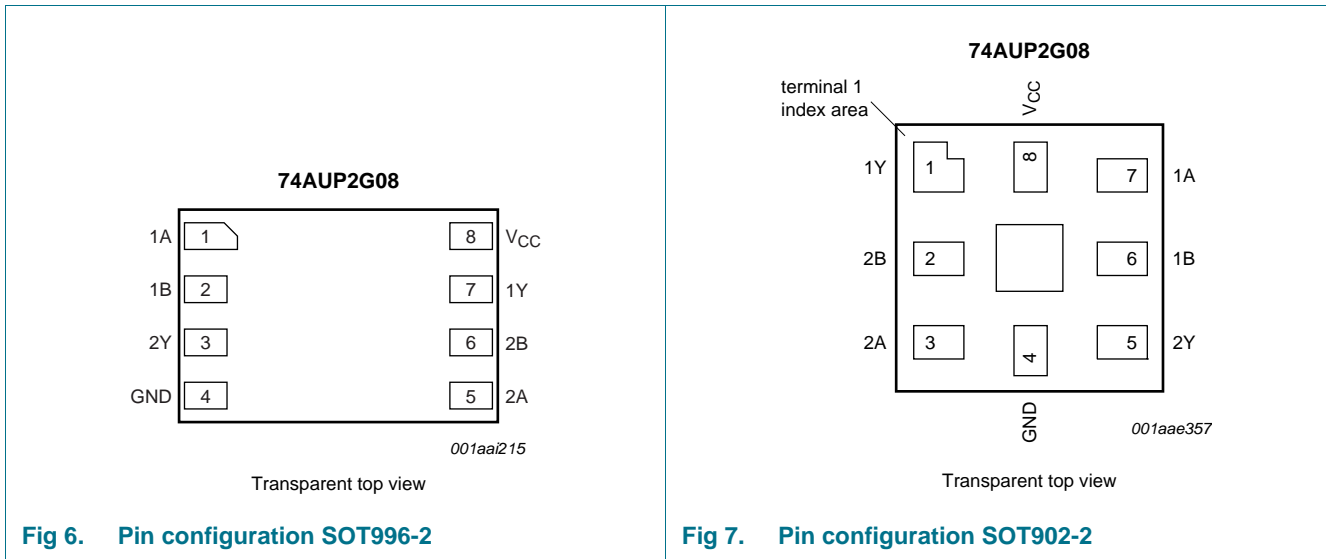 74AUP2G08
1A 1 8 VCC
1B 2 7 1Y
2Y 3 6 2B
GND 4 5 2A
001aai215
Transparent top view
Fig 6. Pin configuration SOT996-2
74AUP2G08
terminal 1
index area
VCC
1Y 1 8 7 1A
2B 2 6 1B
2A 3 4 5 2Y
GND
001aae357
Transparent top view
Fig 7. Pin configuration SOT902-2